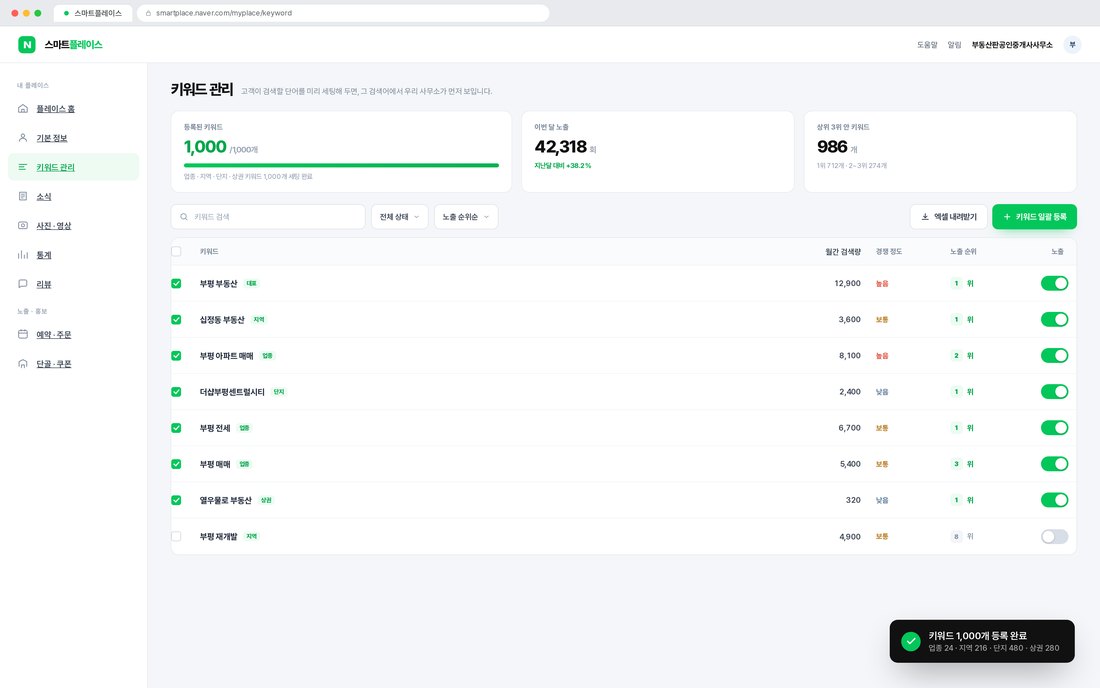 스마트플레이스
smartplace.naver.com/myplace/keyword
N 스마트플레이스
도움말 알림 부동산판공인중개사사무소 부
내 플레이스
플레이스 홈
기본 정보
키워드 관리
소식
사진·영상
통계
리뷰
노출·홍보
예약·주문
단골·쿠폰
키워드 관리 고객이 검색할 단어를 미리 세팅해 두면, 그 검색어에서 우리 사무소가 먼저 보입니다.
등록된 키워드
1,000 /1,000개
업종·지역·단지·상권 키워드 1,000개 세팅 완료
이번 달 노출
42,318 회
지난달 대비 +38.2%
상위 3위 안 키워드
986 개
1위 712개 · 2~3위 274개
키워드 검색 전체 상태 노출 순위순 엑셀 내려받기 + 키워드 일괄 등록
키워드 월간 검색량 경쟁 정도 노출 순위 노출
부평 부동산 대표 12,900 높음 1 위
십정동 부동산 지역 3,600 보통 1 위
부평 아파트 매매 업종 8,100 높음 2 위
더샵부평센트럴시티 단지 2,400 낮음 1 위
부평 전세 업종 6,700 보통 1 위
부평 매매 업종 5,400 보통 3 위
열우물로 부동산 상권 320 낮음 1 위
부평 재개발 지역 4,900 보통 8 위
키워드 1,000개 등록 완료
업종 24 · 지역 216 · 단지 480 · 상권 280